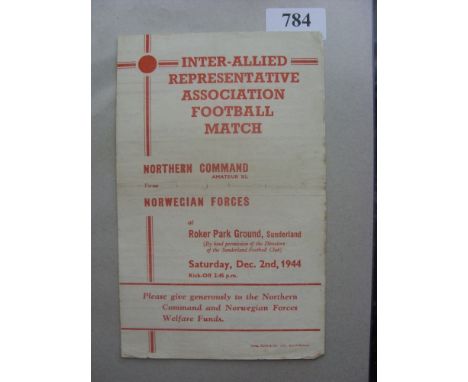 784
INTER-ALLIED
REPRESENTATIVE
ASSOCIATION
FOOTBALL
MATCH
NORTHERN COMMAND
AMATEUR XI.
NORWEGIAN FORCES
at
Roker Park Ground, Sunderland
(By kind permission of the Directors
of the Sunderland Football Club)
Saturday, Dec. 2nd, 1944
Kick-Off 2.45 p.m.
Please give generously to the Northern
Command and Norwegian Forces
Welfare Funds.